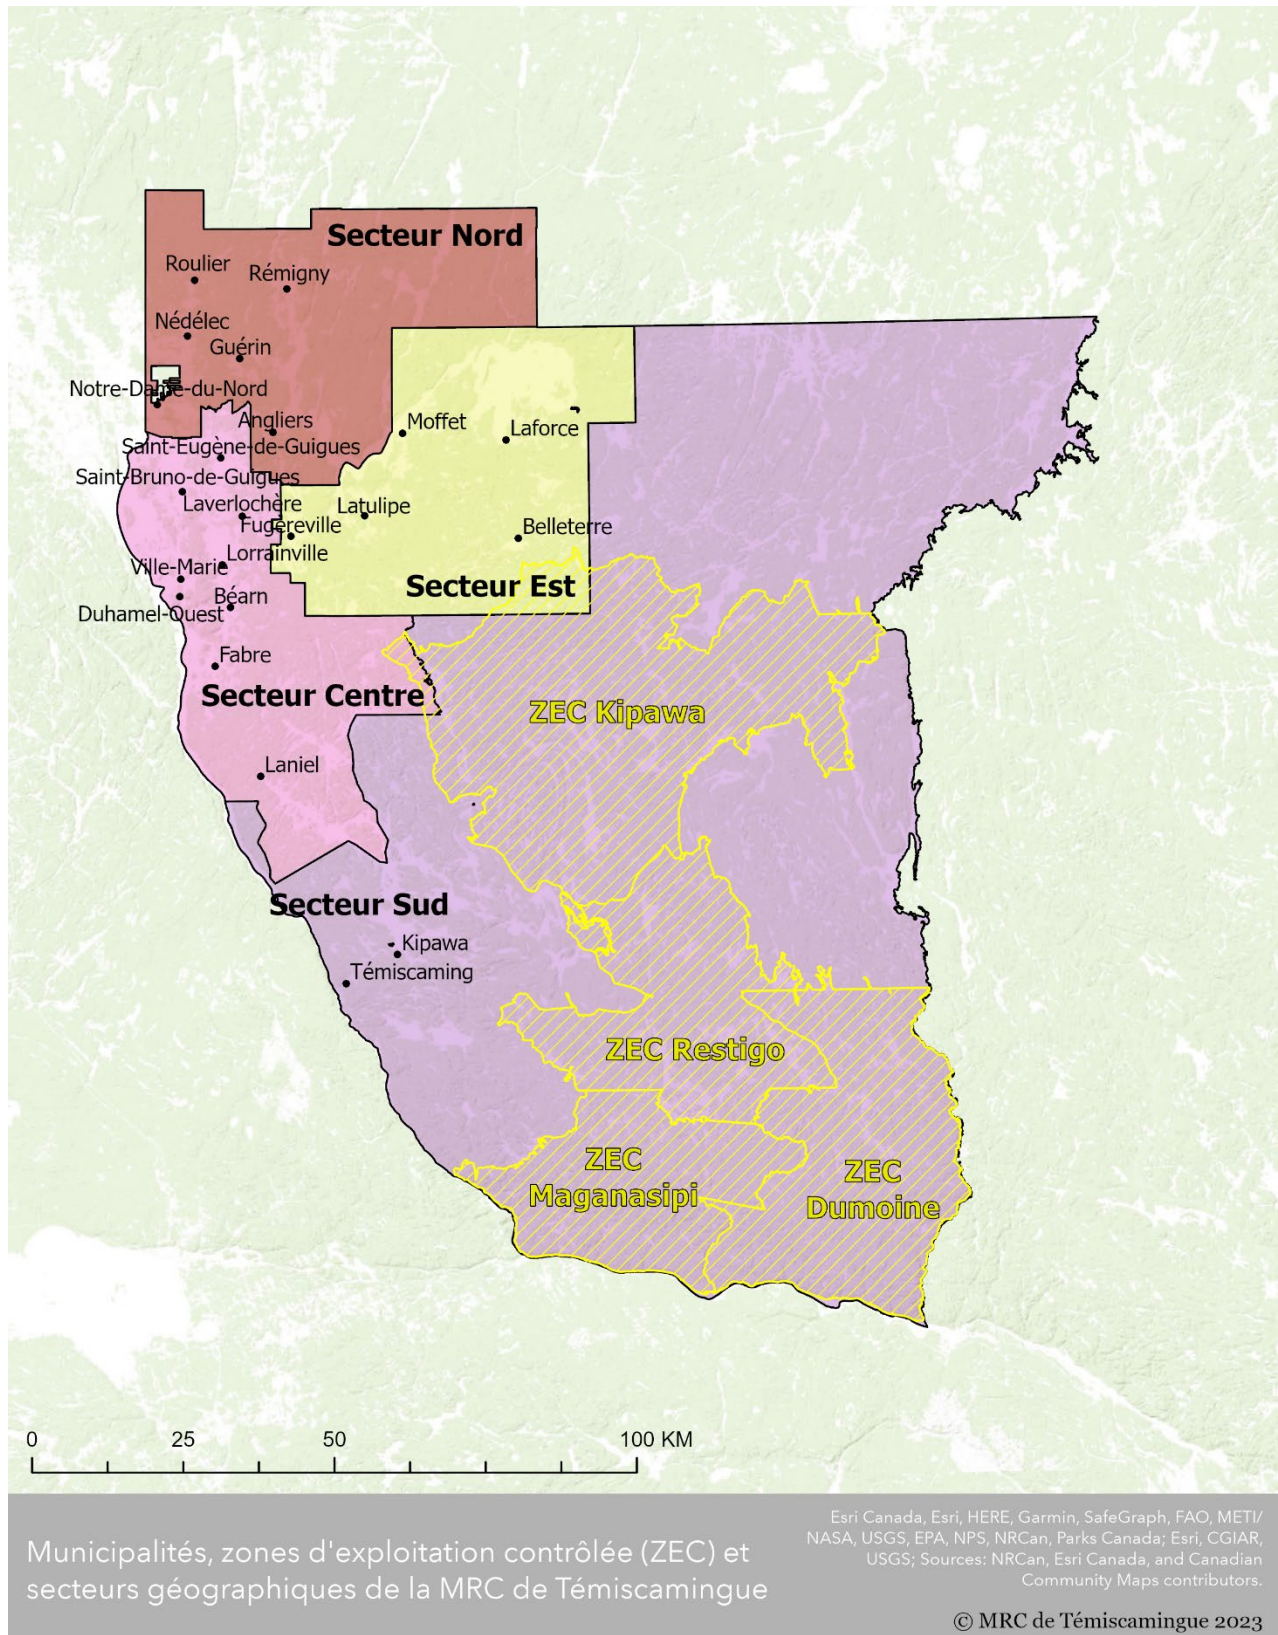 Secteur Nord
Roulier
Rémigny
Nédélec
Guérin
Notre-Dame-du-Nord
Angliers
Moffet
Laforce
Saint-Eugène-de-Guigues
Saint-Bruno-de-Guigues
Laverlochère
Latulipe
Fugèreville
Belleterre
Lorrainville
Ville-Marie
Secteur Est
Béarn
Duhamel-Ouest
Fabre
Secteur Centre
ZEC Kipawa
Laniel
Secteur Sud
Kipawa
Témiscaming
ZEC Restigo
ZEC
Maganasipi
ZEC
Dumoine
0 25 50 100 KM
Municipalités, zones d'exploitation contrôlée (ZEC) et
secteurs géographiques de la MRC de Témiscamingue
Esri Canada, Esri, HERE, Garmin, SafeGraph, FAO, METI/
NASA, USGS, EPA, NPS, NRCan, Parks Canada; Esri, CGIAR,
USGS; Sources: NRCan, Esri Canada, and Canadian
Community Maps contributors.
© MRC de Témiscamingue 2023